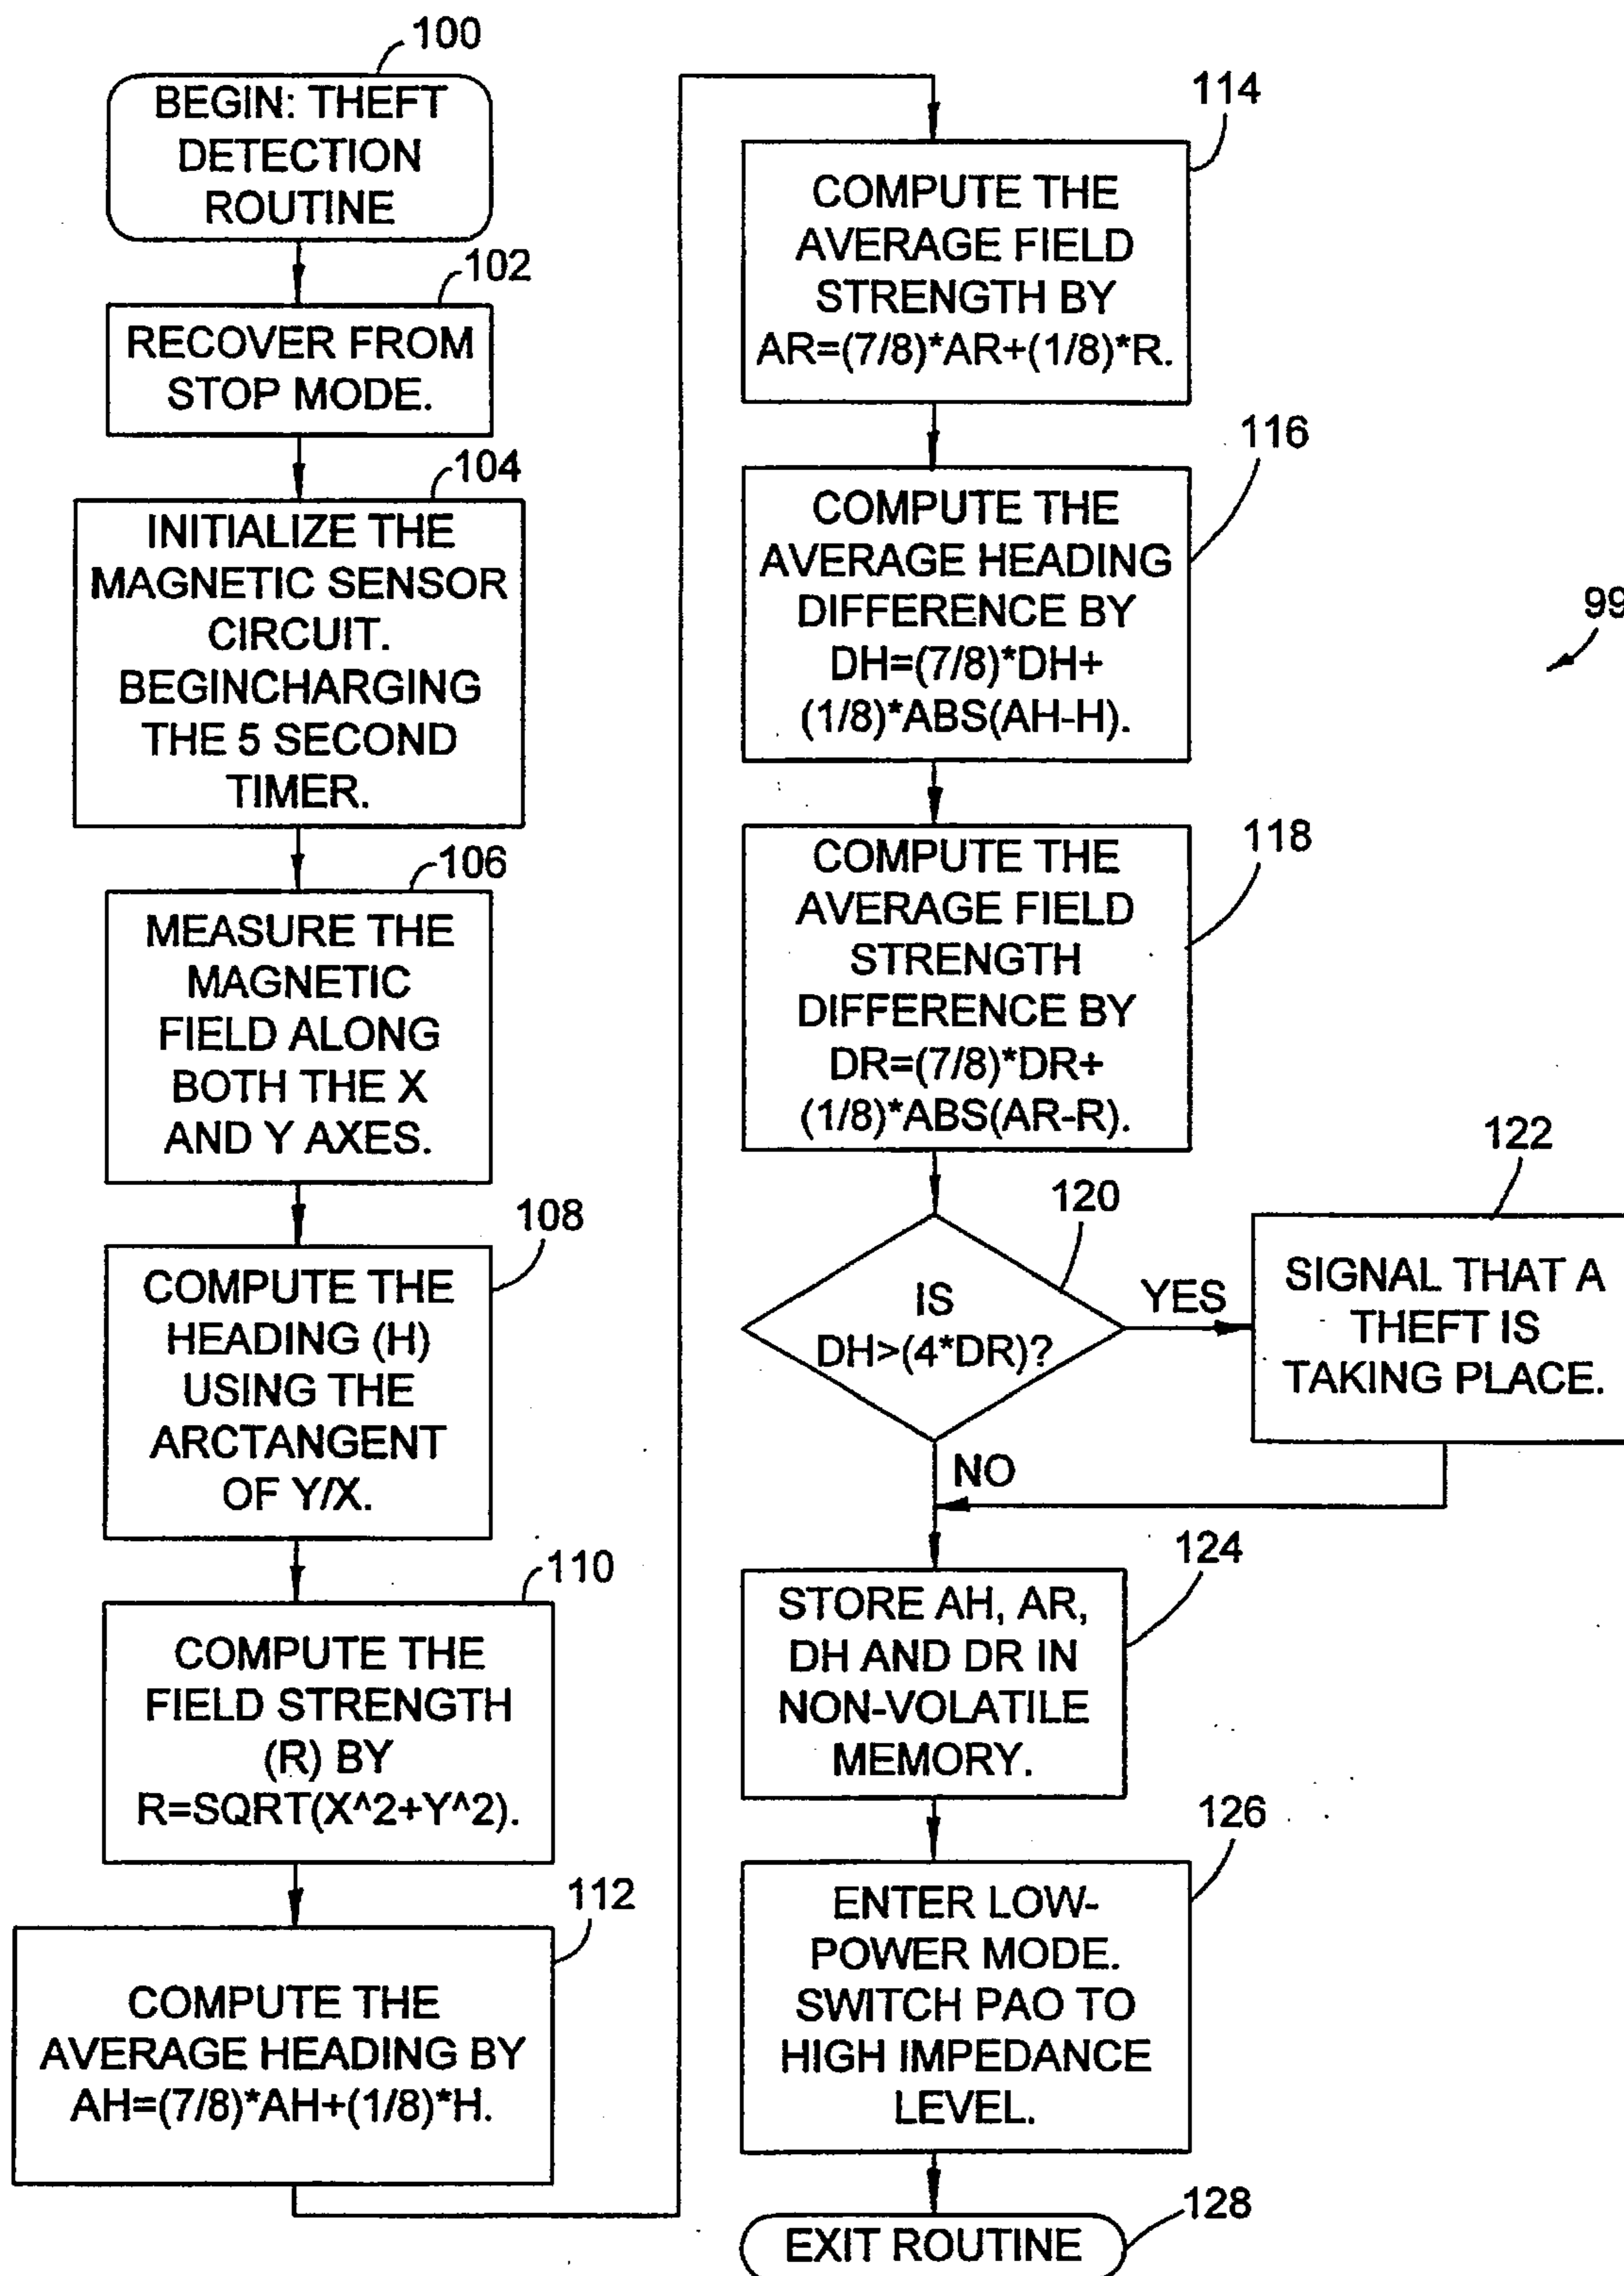 100
BEGIN: THEFT
DETECTION
ROUTINE
102
RECOVER FROM
STOP MODE.
104
INITIALIZE THE
MAGNETIC SENSOR
CIRCUIT.
BEGINCHARGING
THE 5 SECOND
TIMER.
106
MEASURE THE
MAGNETIC
FIELD ALONG
BOTH THE X
AND Y AXES.
108
COMPUTE THE
HEADING (H)
USING THE
ARCTANGENT
OF Y/X.
110
COMPUTE THE
FIELD STRENGTH
(R) BY
R=SQRT(X^2+Y^2).
112
COMPUTE THE
AVERAGE HEADING BY
AH=(7/8)*AH+(1/8)*H.
114
COMPUTE THE
AVERAGE FIELD
STRENGTH BY
AR=(7/8)*AR+(1/8)*R.
116
COMPUTE THE
AVERAGE HEADING
DIFFERENCE BY
DH=(7/8)*DH+
(1/8)*ABS(AH-H).
99
118
COMPUTE THE
AVERAGE FIELD
STRENGTH
DIFFERENCE BY
DR=(7/8)*DR+
(1/8)*ABS(AR-R).
120
IS
DH>(4*DR)?
YES
122
SIGNAL THAT A
THEFT IS
TAKING PLACE.
NO
124
STORE AH, AR,
DH AND DR IN
NON-VOLATILE
MEMORY.
126
ENTER LOW-
POWER MODE.
SWITCH PAO TO
HIGH IMPEDANCE
LEVEL.
128
EXIT ROUTINE